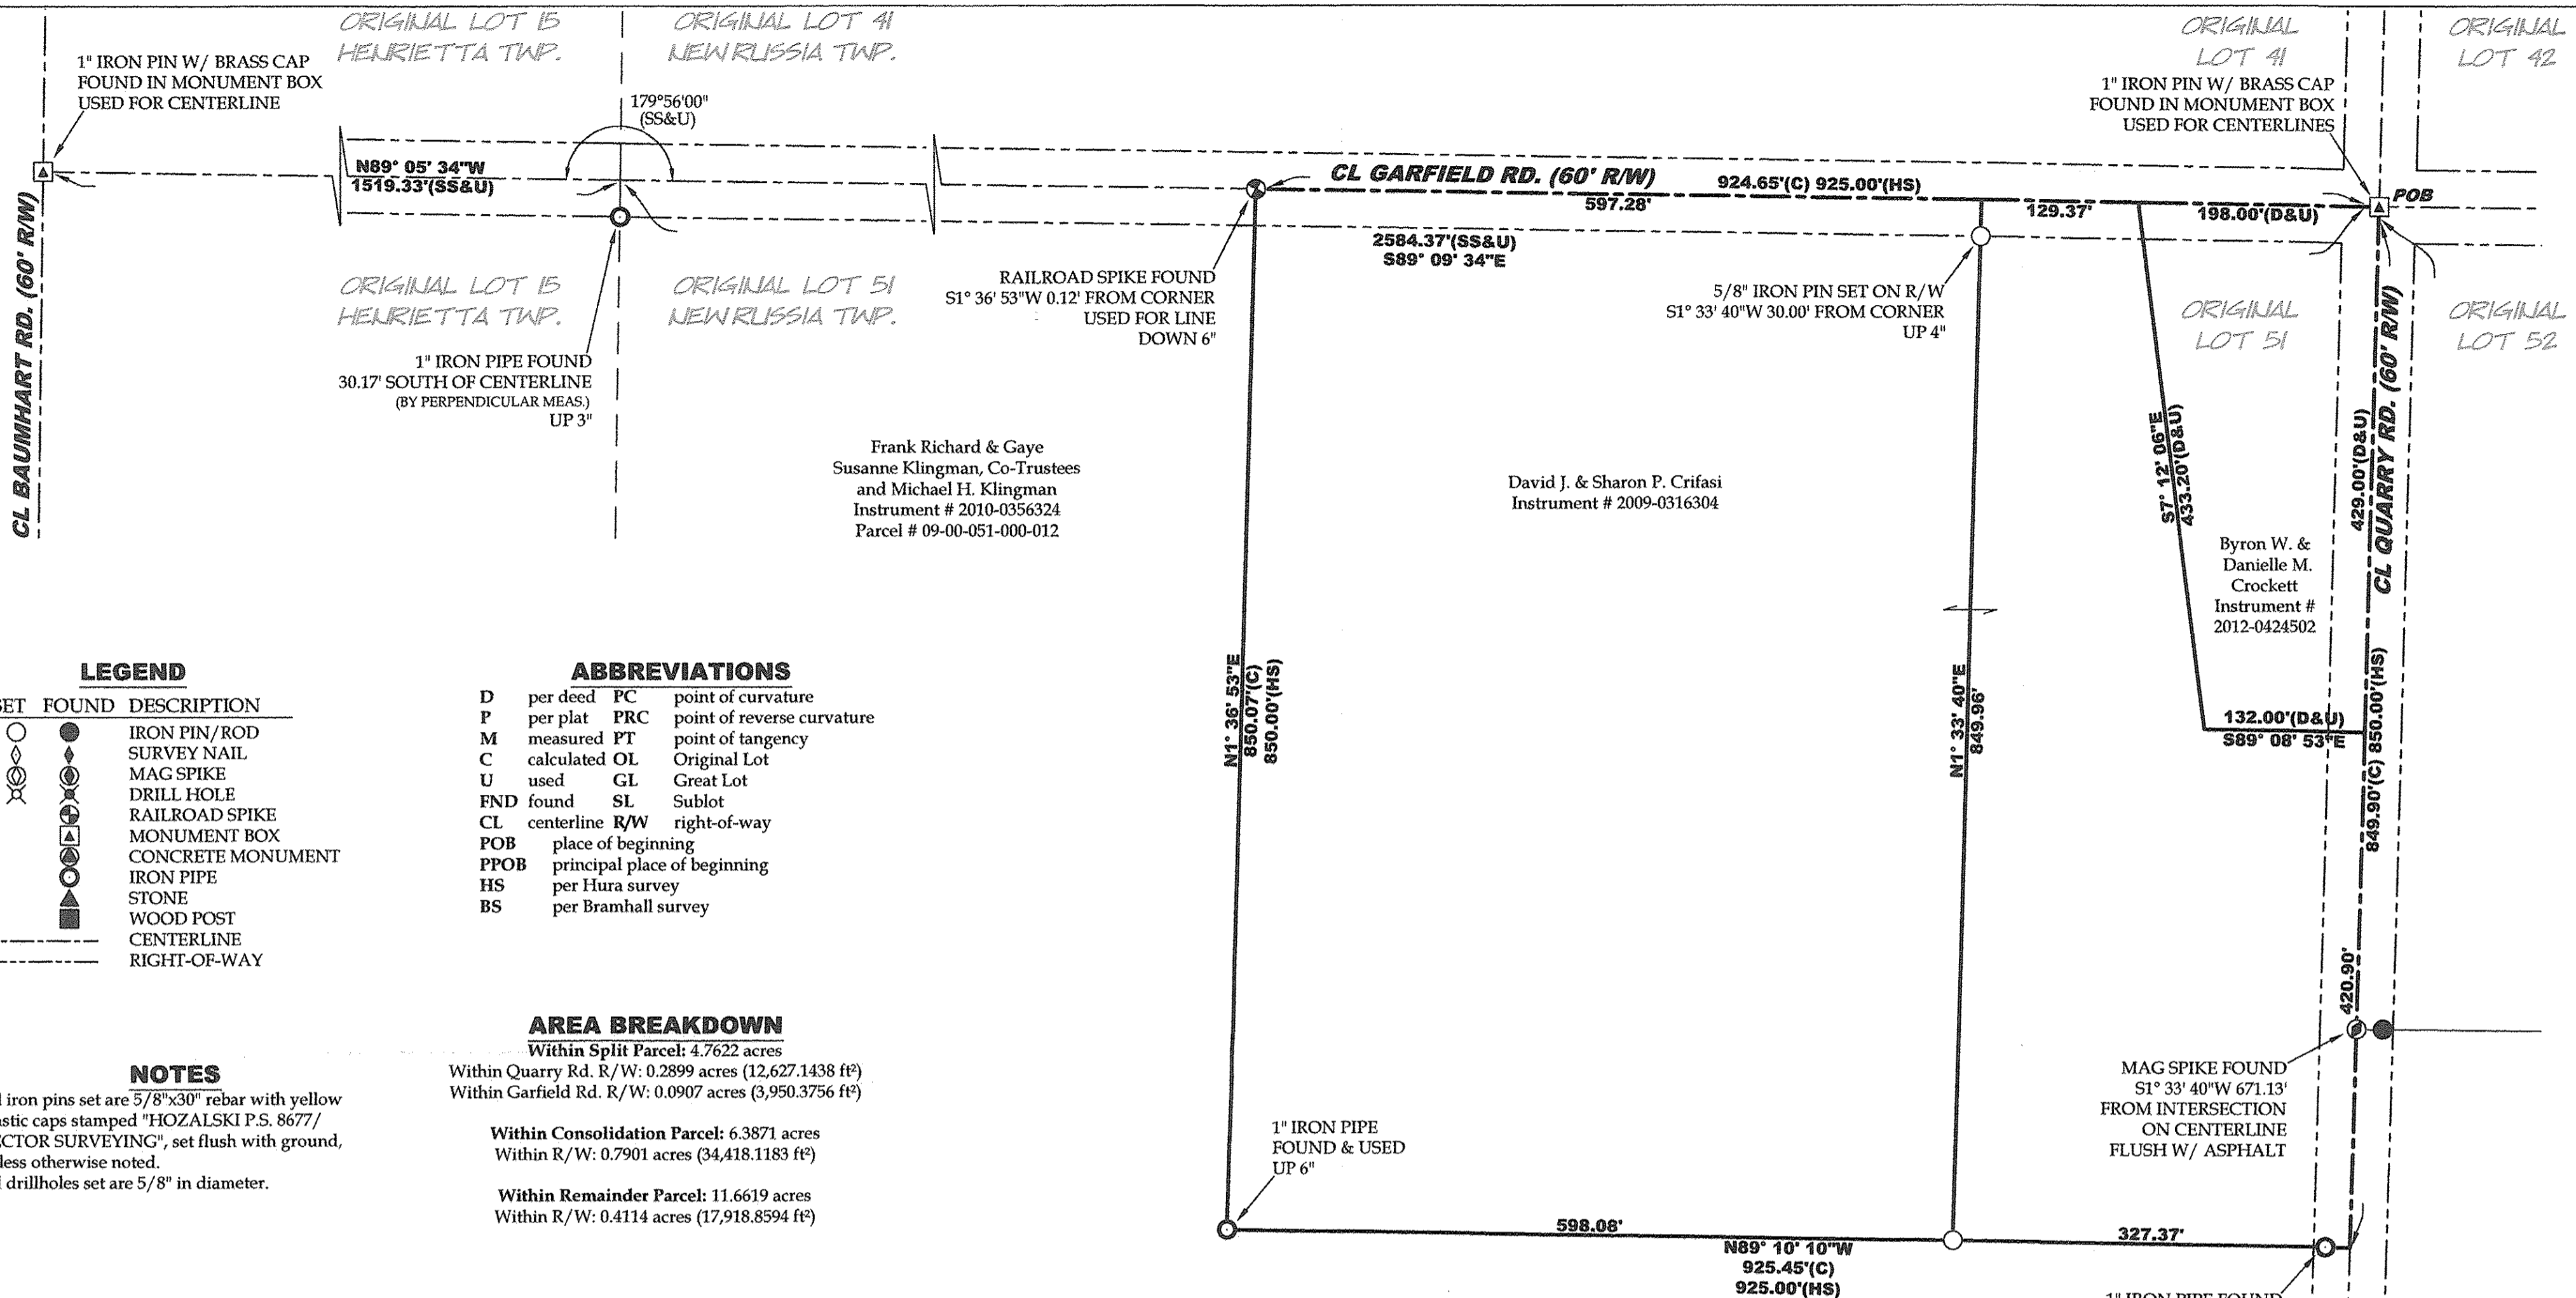 ORIGINAL LOT 15
HENRIETTA TWP.
ORIGINAL LOT 41
NEW RUSSIA TWP.
ORIGINAL
LOT 41
ORIGINAL
LOT 42
1" IRON PIN W/ BRASS CAP
FOUND IN MONUMENT BOX
USED FOR CENTERLINE
179°56'00"
(SS&U)
1" IRON PIN W/ BRASS CAP
FOUND IN MONUMENT BOX
USED FOR CENTERLINES
N89° 05' 34"W
1519.33'(SS&U)
CL GARFIELD RD. (60' R/W)
924.65'(C) 925.00'(HS)
597.28'
129.37'
198.00'(D&U)
POB
2584.37'(SS&U)
S89° 09' 34"E
CL BAUMHART RD. (60' R/W)
ORIGINAL LOT 15
HENRIETTA TWP.
ORIGINAL LOT 51
NEW RUSSIA TWP.
RAILROAD SPIKE FOUND
S1° 36' 53"W 0.12' FROM CORNER
USED FOR LINE
DOWN 6"
5/8" IRON PIN SET ON R/W
S1° 33' 40"W 30.00' FROM CORNER
UP 4"
ORIGINAL
LOT 51
ORIGINAL
LOT 52
1" IRON PIPE FOUND
30.17' SOUTH OF CENTERLINE
(BY PERPENDICULAR MEAS.)
UP 3"
Frank Richard & Gaye
Susanne Klingman, Co-Trustees
and Michael H. Klingman
Instrument # 2010-0356324
Parcel # 09-00-051-000-012
David J. & Sharon P. Crifasi
Instrument # 2009-0316304
S7° 12' 06"E
433.20'(D&U)
429.00'(D&U)
CL QUARRY RD. (60' R/W)
Byron W. &
Danielle M.
Crockett
Instrument #
2012-0424502
N1° 36' 53"E
850.07'(C)
850.00'(HS)
N1° 33' 40"E
849.96'
132.00'(D&U)
S89° 08' 53"E
849.90'(C) 850.00'(HS)
420.90'
LEGEND
SET FOUND DESCRIPTION
IRON PIN/ROD
SURVEY NAIL
MAG SPIKE
DRILL HOLE
RAILROAD SPIKE
MONUMENT BOX
CONCRETE MONUMENT
IRON PIPE
STONE
WOOD POST
CENTERLINE
RIGHT-OF-WAY
ABBREVIATIONS
D per deed PC point of curvature
P per plat PRC point of reverse curvature
M measured PT point of tangency
C calculated OL Original Lot
U used GL Great Lot
FND found SL Sublot
CL centerline R/W right-of-way
POB place of beginning
PPOB principal place of beginning
HS per Hura survey
BS per Bramhall survey
NOTES
iron pins set are 5/8"x30" rebar with yellow
caps stamped "HOZALSKI P.S. 8677/
SURVEYING", set flush with ground,
otherwise noted.
drillholes set are 5/8" in diameter.
AREA BREAKDOWN
Within Split Parcel: 4.7622 acres
Within Quarry Rd. R/W: 0.2899 acres (12,627.1438 ft²)
Within Garfield Rd. R/W: 0.0907 acres (3,950.3756 ft²)
Within Consolidation Parcel: 6.3871 acres
Within R/W: 0.7901 acres (34,418.1183 ft²)
Within Remainder Parcel: 11.6619 acres
Within R/W: 0.4114 acres (17,918.8594 ft²)
MAG SPIKE FOUND
S1° 33' 40"W 671.13'
FROM INTERSECTION
ON CENTERLINE
FLUSH W/ ASPHALT
1" IRON PIPE
FOUND & USED
UP 6"
598.08'
327.37'
N89° 10' 10"W
925.45'(C)
925.00'(HS)
1" IRON PIPE FOUND